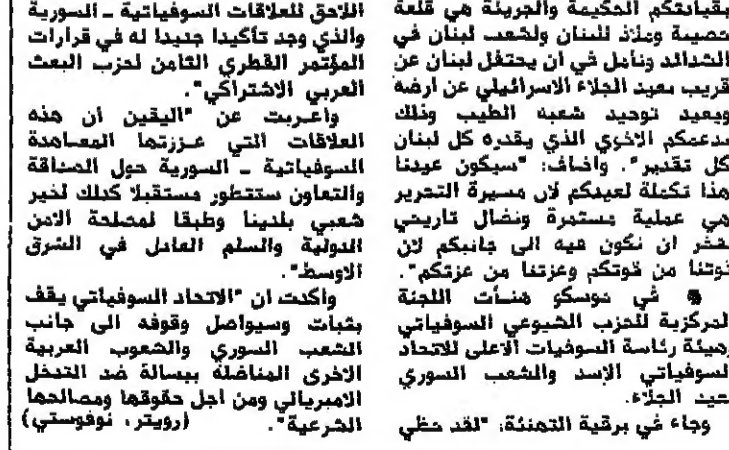 بقيادتكم الحكيمة والجريئة هي قلعة
حصينة وملاذ للبنان ولشعب لبنان في
الشدائد ونأمل في ان يحتفل لبنان عن
قريب بعيد الجلاء الاسرائيلي عن ارضه
وبعيد توحيد شعبه الطيب وذلك
بدعمكم الاخوي الذي يقدره كل لبنان
كل تقدير". واضاف: "سيكون عيدنا
هذا تكملة لعيدكم لان مسيرة التحرير
هي عملية مستمرة ونضال تاريخي
نفخر ان نكون فيه الى جانبكم لان
قوتنا من قوتكم وعزتنا من عزتكم".
● في موسكو هنأت اللجنة
المركزية للحزب الشيوعي السوفياتي
وهيئة رئاسة السوفيات الاعلى للاتحاد
السوفياتي الاسد والشعب السوري
بعيد الجلاء.
وجاء في برقية التهنئة: "لقد حظي
اللاحق للعلاقات السوفياتية ــ السورية
والذي وجد تأكيدا جديدا له في قرارات
المؤتمر القطري الثامن لحزب البعث
العربي الاشتراكي".
واعربت عن "اليقين ان هذه
العلاقات التي عززتها المعاهدة
السوفياتية ــ السورية حول الصداقة
والتعاون ستتطور مستقبلا كذلك لخير
شعبي بلدينا وطبقا لمصلحة الامن
الدولية والسلم العادل في الشرق
الاوسط".
واكدت ان "الاتحاد السوفياتي يقف
بثبات وسيواصل وقوفه الى جانب
الشعب السوري والشعوب العربية
الاخرى المناضلة ببسالة ضد التدخل
الامبريالي ومن اجل حقوقها ومصالحها
الشرعية". (رويتر، نوفوستي)